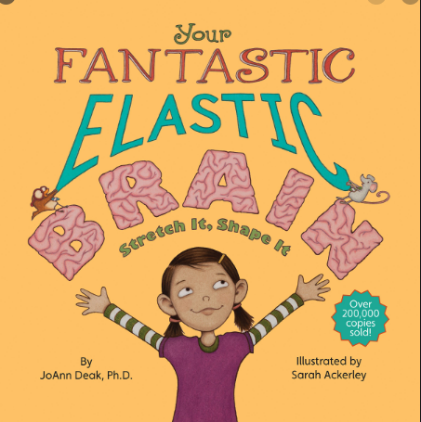 Your
FANTASTIC
ELASTIC
BRAIN
Stretch It, Shape It
Over
200,000
copies
sold!
By
JoAnn Deak, Ph.D.
Illustrated by
Sarah Ackerley